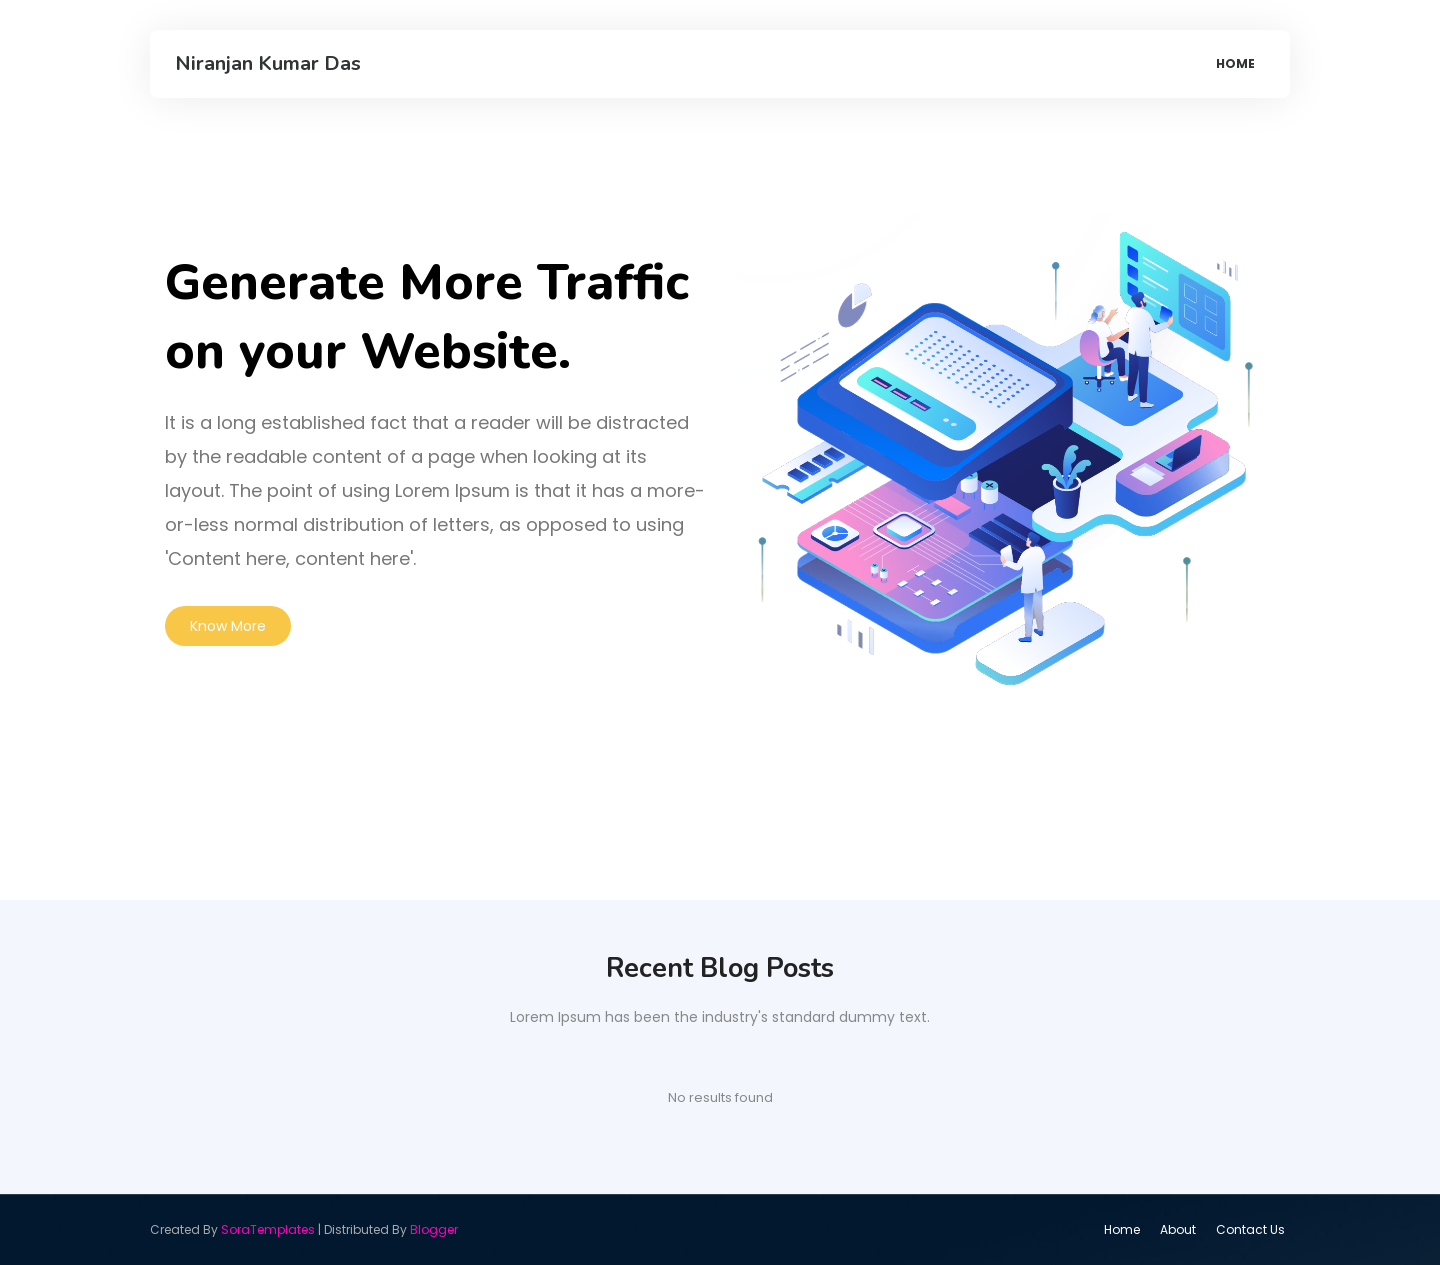 Niranjan Kumar Das
HOME
Generate More Traffic
on your Website.
It is a long established fact that a reader will be distracted
by the readable content of a page when looking at its
layout. The point of using Lorem Ipsum is that it has a more-
or-less normal distribution of letters, as opposed to using
'Content here, content here'.
Know More
Recent Blog Posts
Lorem Ipsum has been the industry's standard dummy text.
No results found
Created By SoraTemplates | Distributed By Blogger
Home About Contact Us